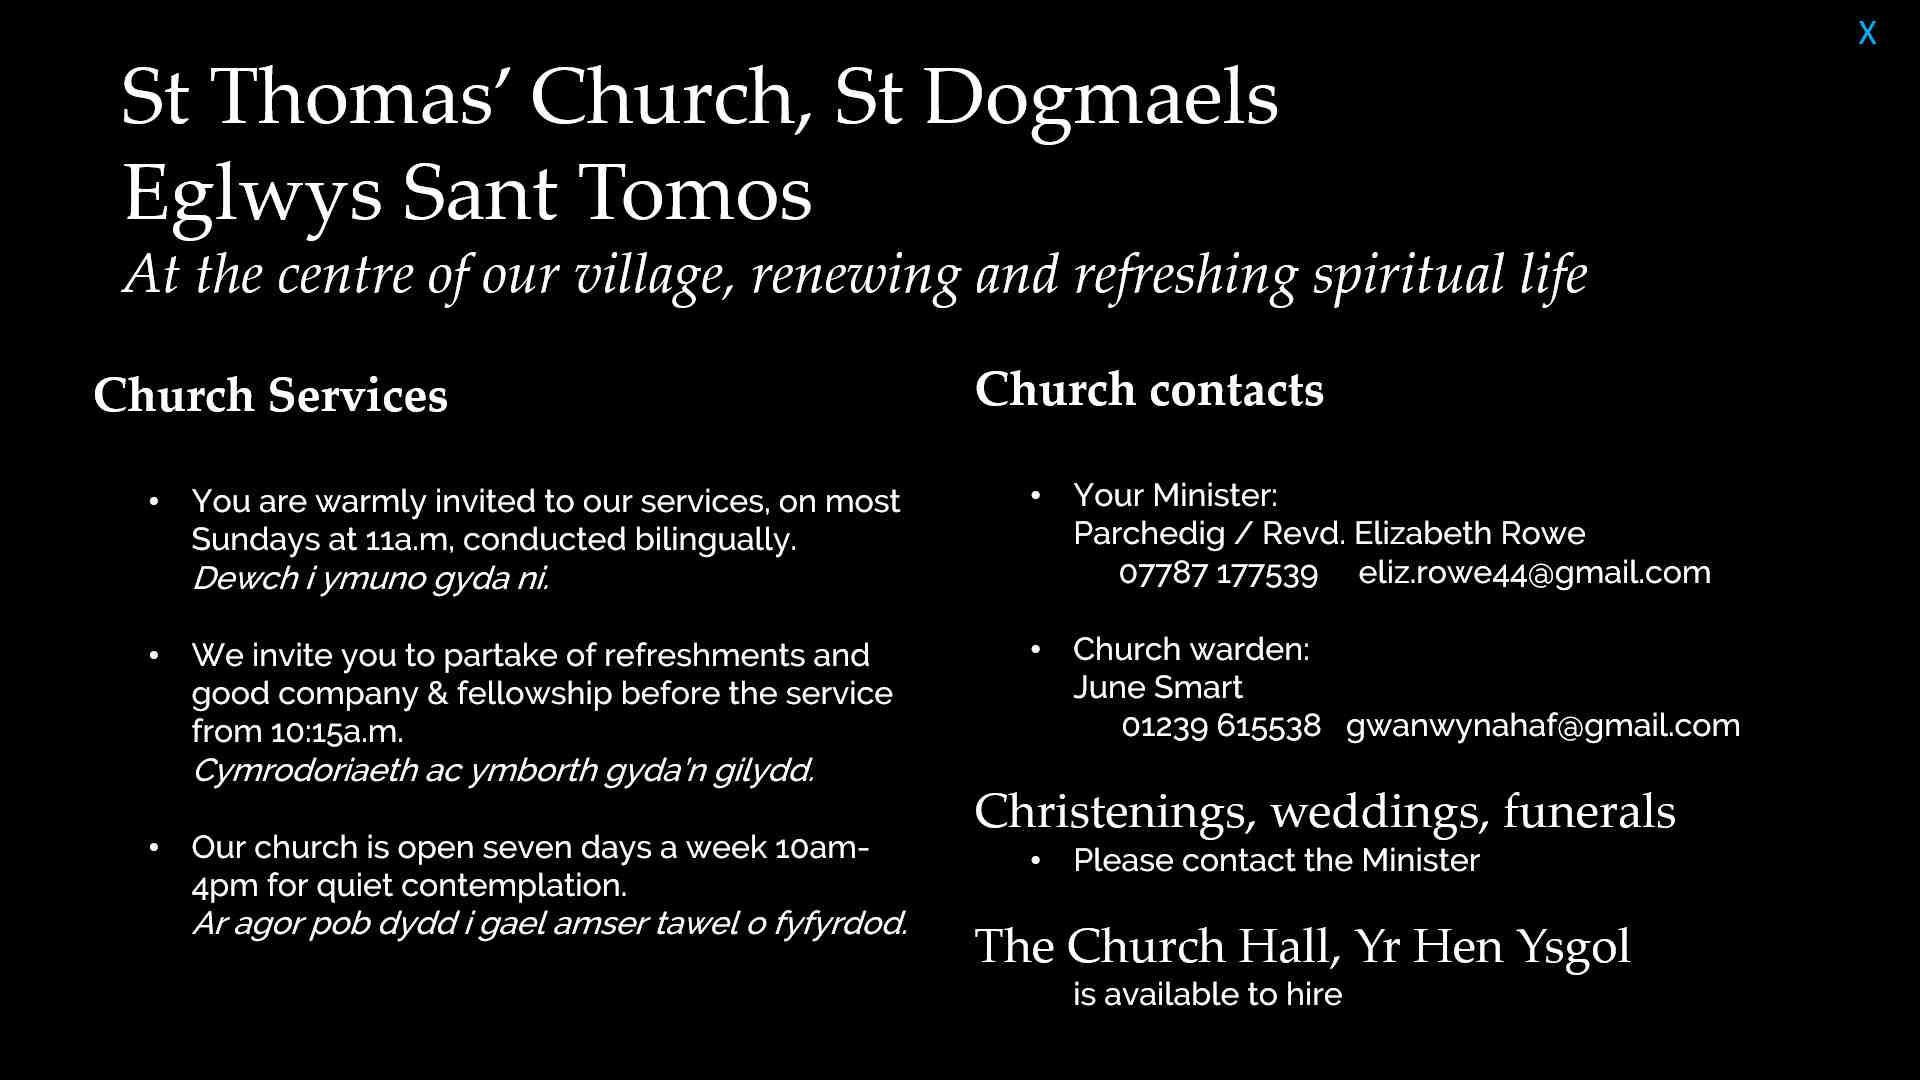 X
St Thomas’ Church, St Dogmaels
Eglwys Sant Tomos
At the centre of our village, renewing and refreshing spiritual life
Church Services
• You are warmly invited to our services, on most
Sundays at 11a.m, conducted bilingually.
Dewch i ymuno gyda ni.
• We invite you to partake of refreshments and
good company & fellowship before the service
from 10:15a.m.
Cymrodoriaeth ac ymborth gyda'n gilydd.
• Our church is open seven days a week 10am-
4pm for quiet contemplation.
Ar agor pob dydd i gael amser tawel o fyfyrdod.
Church contacts
• Your Minister:
Parchedig / Revd. Elizabeth Rowe
07787 177539 eliz.rowe44@gmail.com
• Church warden:
June Smart
01239 615538 gwanwynahaf@gmail.com
Christenings, weddings, funerals
• Please contact the Minister
The Church Hall, Yr Hen Ysgol
is available to hire